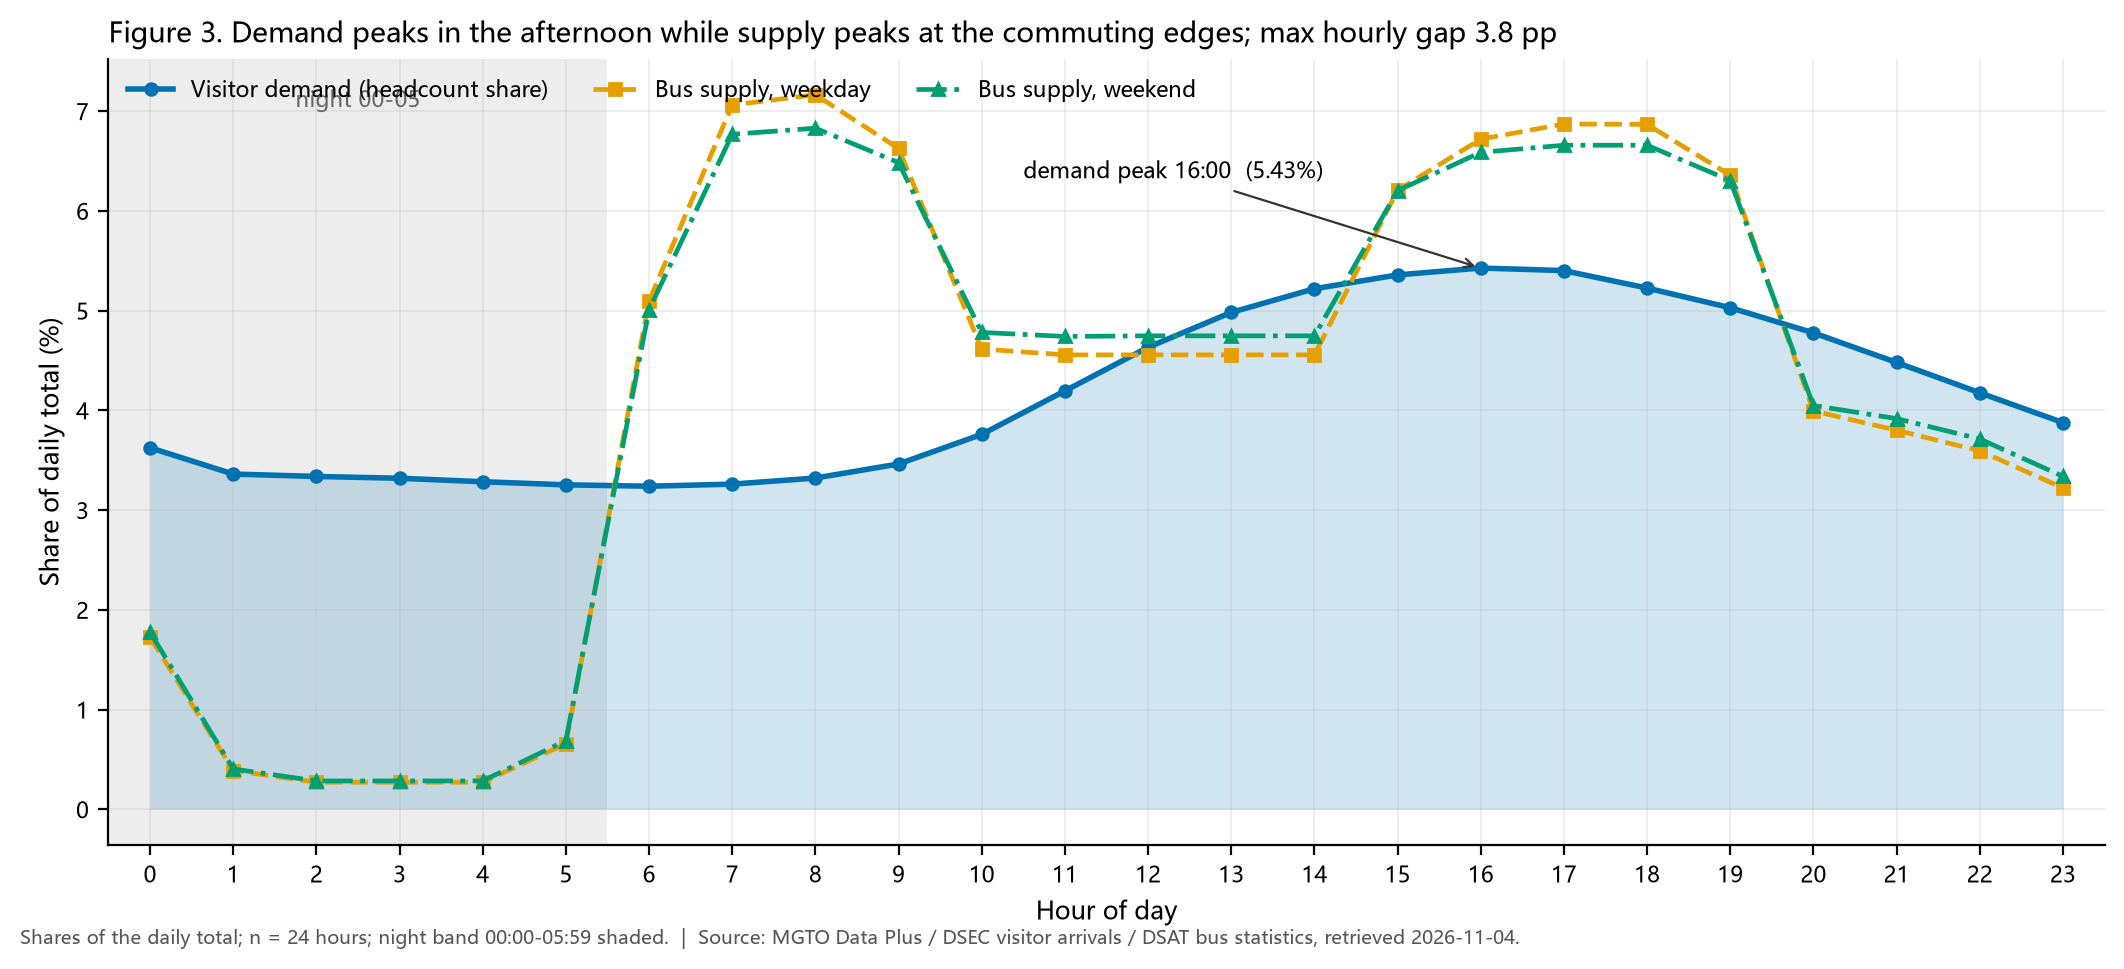 Figure 3. Demand peaks in the afternoon while supply peaks at the commuting edges; max hourly gap 3.8 pp
Visitor demand (headcount share)
Bus supply, weekday
Bus supply, weekend
night 00-05
demand peak 16:00 (5.43%)
Share of daily total (%)
7
6
5
4
3
2
1
0
0 1 2 3 4 5 6 7 8 9 10 11 12 13 14 15 16 17 18 19 20 21 22 23
Hour of day
Shares of the daily total; n = 24 hours; night band 00:00-05:59 shaded. | Source: MGTO Data Plus / DSEC visitor arrivals / DSAT bus statistics, retrieved 2026-11-04.